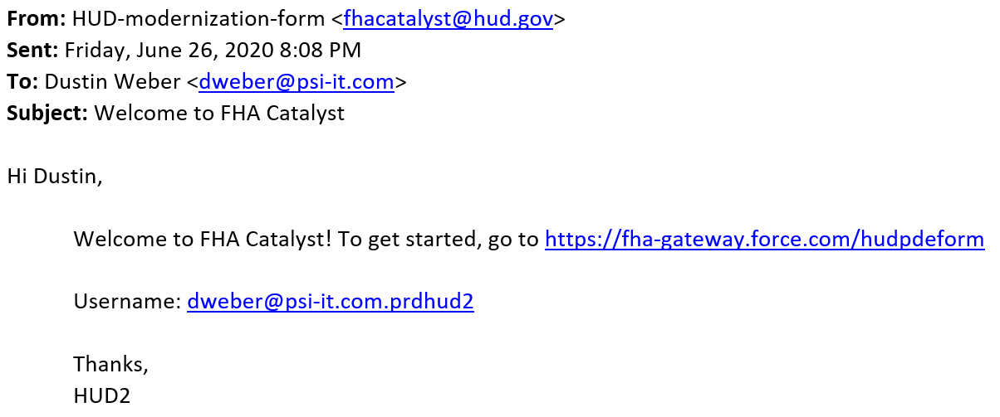 From: HUD-modernization-form <fhacatalyst@hud.gov>
Sent: Friday, June 26, 2020 8:08 PM
To: Dustin Weber <dweber@psi-it.com>
Subject: Welcome to FHA Catalyst
Hi Dustin,
Welcome to FHA Catalyst! To get started, go to https://fha-gateway.force.com/hudpdeform
Username: dweber@psi-it.com.prdhud2
Thanks,
HUD2